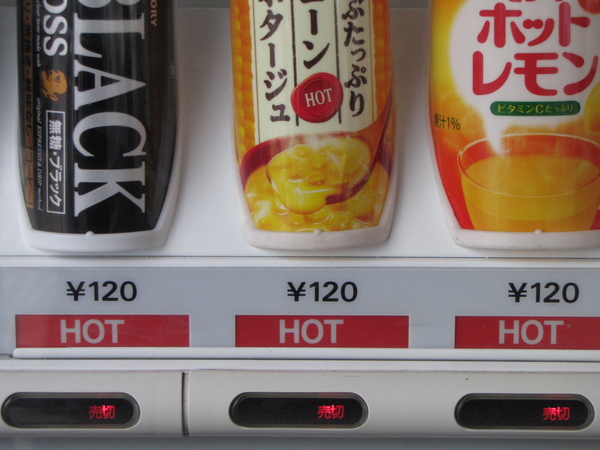 BLACK
OSS
無糖・ブラック
ぷたっぷり
コーン
ポタージュ
HOT
ホット
レモン
ビタミンCたっぷり
果汁1%
¥120
¥120
¥120
HOT
HOT
HOT
売切
売切
売切